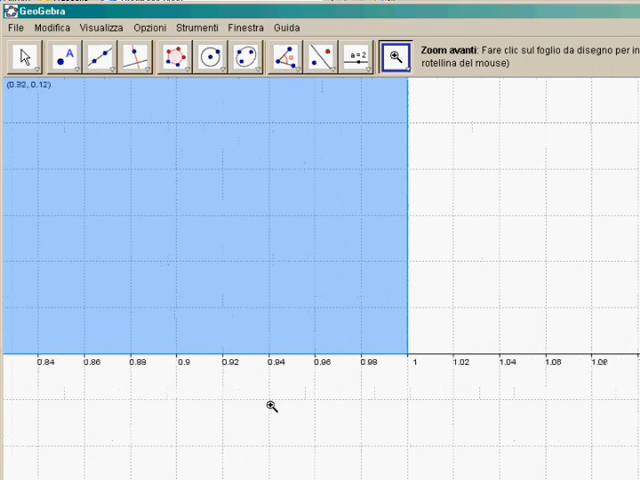 GeoGebra
File Modifica Visualizza Opzioni Strumenti Finestra Guida
A
a=2
Zoom avanti: Fare clic sul foglio da disegno per in
rotellina del mouse)
(0.32, 0.12)
0.84 0.86 0.88 0.9 0.92 0.94 0.96 0.98 1 1.02 1.04 1.06 1.08